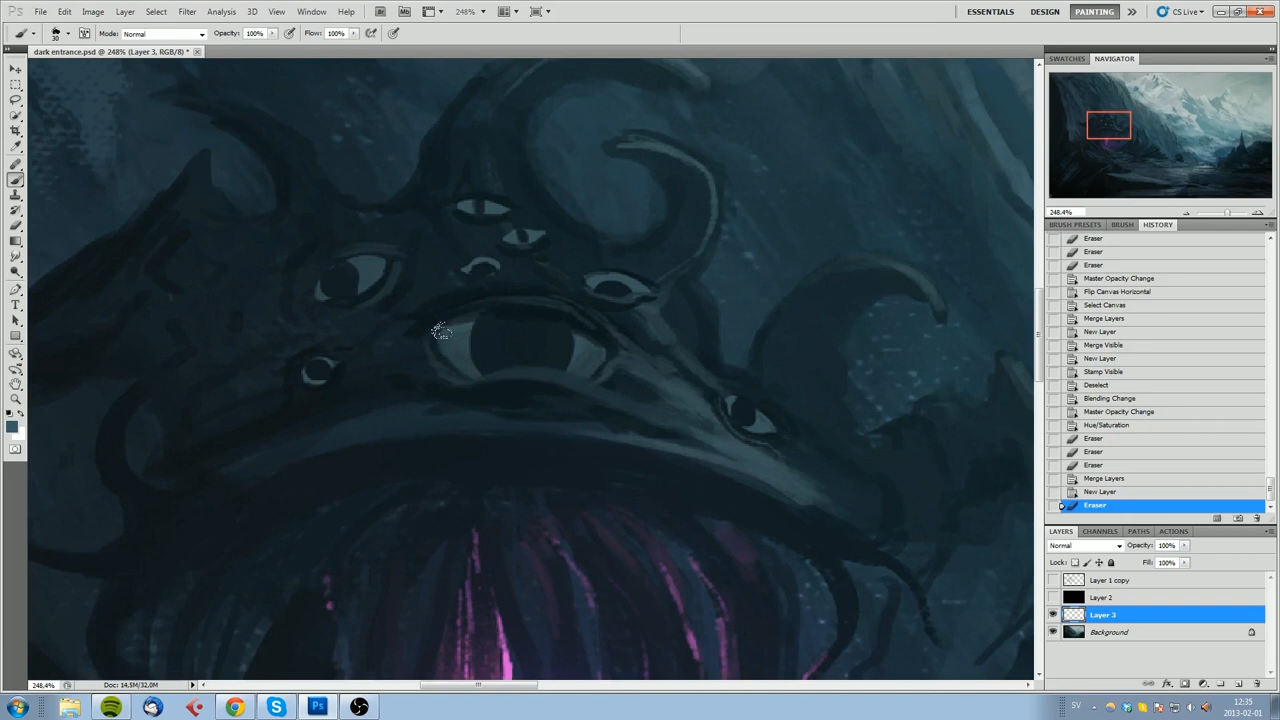 File Edit Image Layer Select Filter Analysis 3D View Window Help Br Mb 248% ESSENTIALS DESIGN PAINTING CS Live
30 Mode: Normal Opacity: 100% Flow: 100%
dark entrance.psd @ 248% (Layer 3, RGB/8) *
SWATCHES NAVIGATOR
248.4%
BRUSH PRESETS BRUSH HISTORY
Eraser
Eraser
Eraser
Master Opacity Change
Flip Canvas Horizontal
Select Canvas
Merge Layers
New Layer
Merge Visible
New Layer
Stamp Visible
Deselect
Blending Change
Master Opacity Change
Hue/Saturation
Eraser
Eraser
Eraser
Merge Layers
New Layer
Eraser
LAYERS CHANNELS PATHS ACTIONS
Normal Opacity: 100%
Lock: Fill: 100%
Layer 1 copy
Layer 2
Layer 3
Background
248.4% Doc: 14,5M/32,0M
SV 12:35
2013-02-01